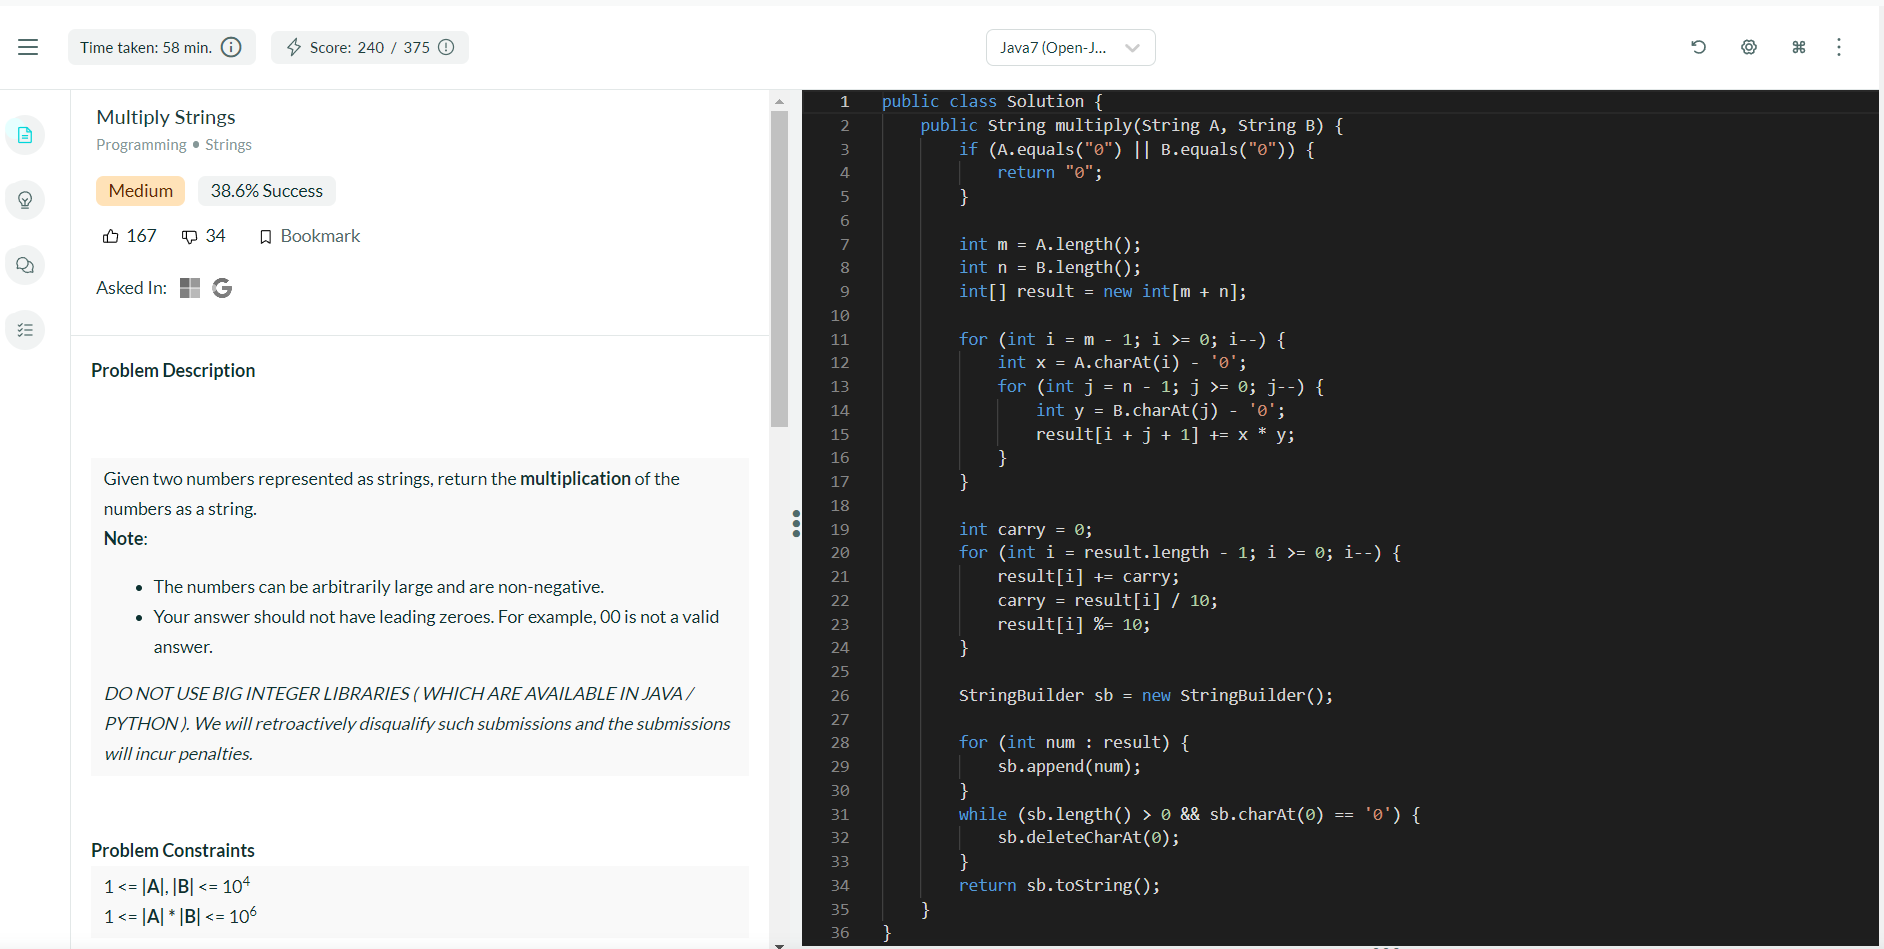 Time taken: 58 min.
Score: 240 / 375
Java7 (Open-J...
Multiply Strings
Programming • Strings
Medium
38.6% Success
167
34
Bookmark
Asked In:
Problem Description
Given two numbers represented as strings, return the multiplication of the
numbers as a string.
Note:
• The numbers can be arbitrarily large and are non-negative.
• Your answer should not have leading zeroes. For example, 00 is not a valid
answer.
DO NOT USE BIG INTEGER LIBRARIES ( WHICH ARE AVAILABLE IN JAVA /
PYTHON ). We will retroactively disqualify such submissions and the submissions
will incur penalties.
Problem Constraints
1 <= |A|, |B| <= 10⁴
1 <= |A| * |B| <= 10⁶
1 public class Solution {
2     public String multiply(String A, String B) {
3         if (A.equals("0") || B.equals("0")) {
4             return "0";
5         }
6
7         int m = A.length();
8         int n = B.length();
9         int[] result = new int[m + n];
10
11         for (int i = m - 1; i >= 0; i--) {
12             int x = A.charAt(i) - '0';
13             for (int j = n - 1; j >= 0; j--) {
14                 int y = B.charAt(j) - '0';
15                 result[i + j + 1] += x * y;
16             }
17         }
18
19         int carry = 0;
20         for (int i = result.length - 1; i >= 0; i--) {
21             result[i] += carry;
22             carry = result[i] / 10;
23             result[i] %= 10;
24         }
25
26         StringBuilder sb = new StringBuilder();
27
28         for (int num : result) {
29             sb.append(num);
30         }
31         while (sb.length() > 0 && sb.charAt(0) == '0') {
32             sb.deleteCharAt(0);
33         }
34         return sb.toString();
35     }
36 }